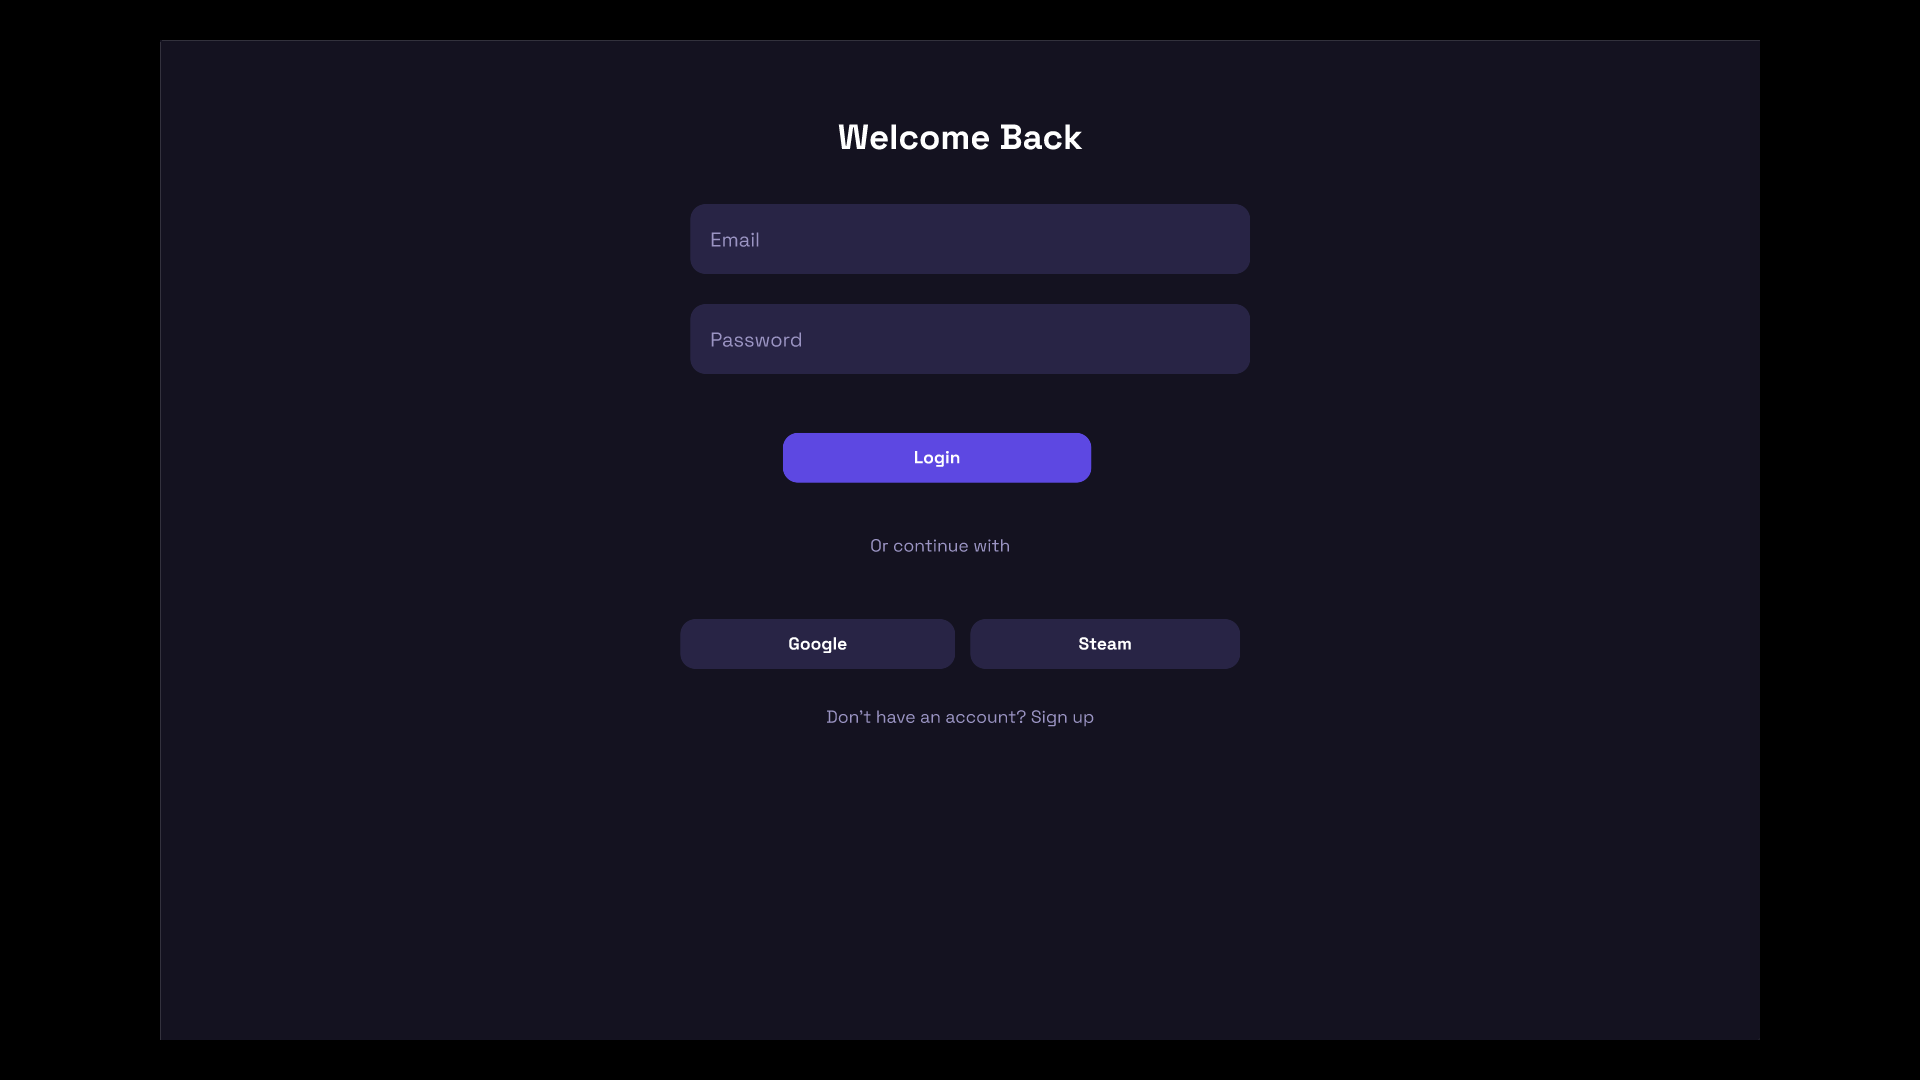 Welcome Back
Email
Password
Login
Or continue with
Google
Steam
Don’t have an account? Sign up